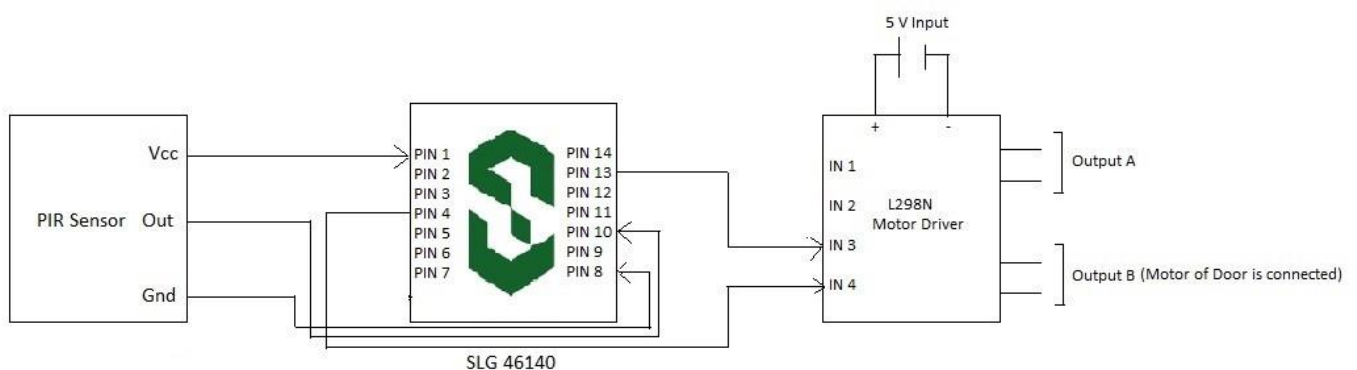 5 V Input
+ -
PIR Sensor
Vcc
Out
Gnd
PIN 1
PIN 2
PIN 3
PIN 4
PIN 5
PIN 6
PIN 7
PIN 14
PIN 13
PIN 12
PIN 11
PIN 10
PIN 9
PIN 8
SLG 46140
IN 1
IN 2
IN 3
IN 4
L298N
Motor Driver
Output A
Output B (Motor of Door is connected)